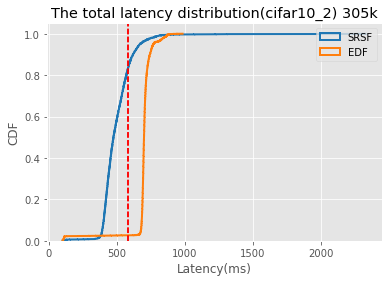 The total latency distribution(cifar10_2) 305k
1.0
0.8
0.6
0.4
0.2
0.0
CDF
SRSF
EDF
0 500 1000 1500 2000
Latency(ms)